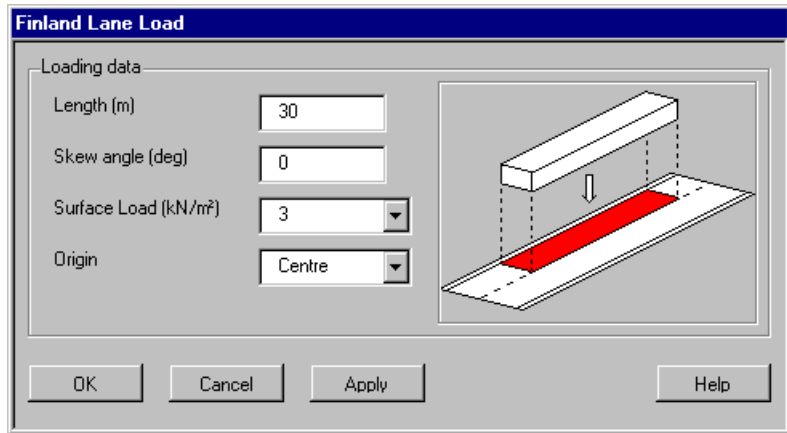 Finland Lane Load
Loading data
Length (m) 30
Skew angle (deg) 0
Surface Load (kN/m²) 3
Origin Centre
OK Cancel Apply Help